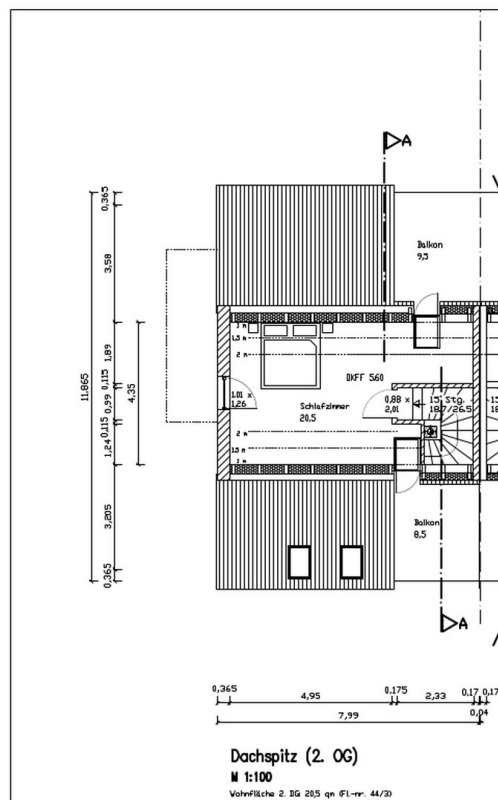 A
0,365
3,58
11,865
1,89
0,115
0,99
0,115
1,24
3,205
0,365
4,35
Balkon
9,5
1 m
1,5 m
2 m
OKFF 5,60
1,01 x
1,26
0,88 x
2,01
15 Stg.
18,7/26,5
15
18
Schlafzimmer
20,5
2 m
1,5 m
1 m
Balkon
8,5
A
0,365
4,95
0,175
2,33
0,17
0,17
7,99
0,04
Dachspitz (2. OG)
M 1:100
Wohnfläche 2. DG 20,5 qm (Fl.-nr. 44/3)